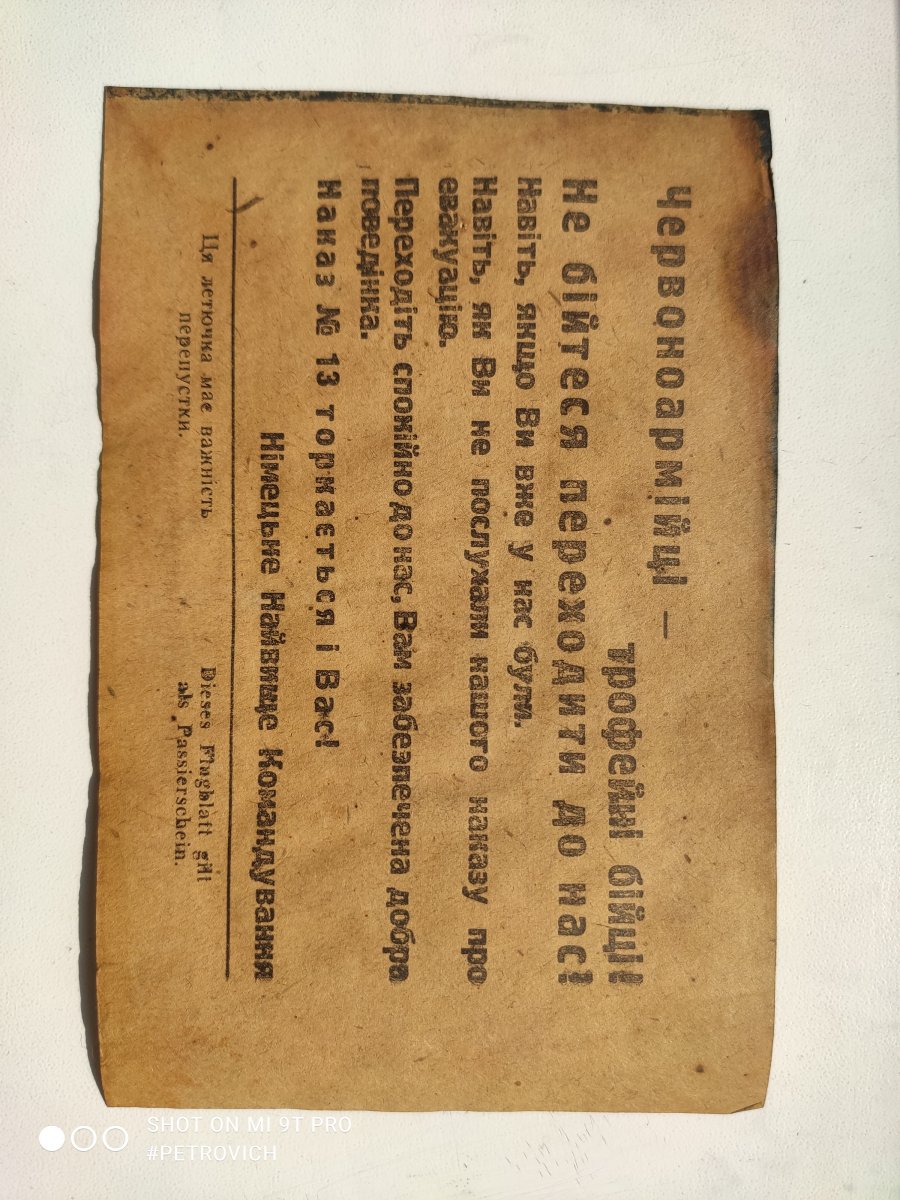 Червоноармійці —
трофейні бійці!
Не бійтеся переходити до нас!
Навіть, якщо Ви вже у нас були.
Навіть, як Ви не послухали нашого наказу про
евакуацію.
Переходіть спокійно до нас, Вам забезпечена добра
поведінка.
Наказ № 13 торкається і Вас!
Німецьке Найвище Командування
Ця летючка має важність
перепустки.
Dieses Flugblatt gilt
als Passierschein.
SHOT ON MI 9T PRO
#PETROVICH